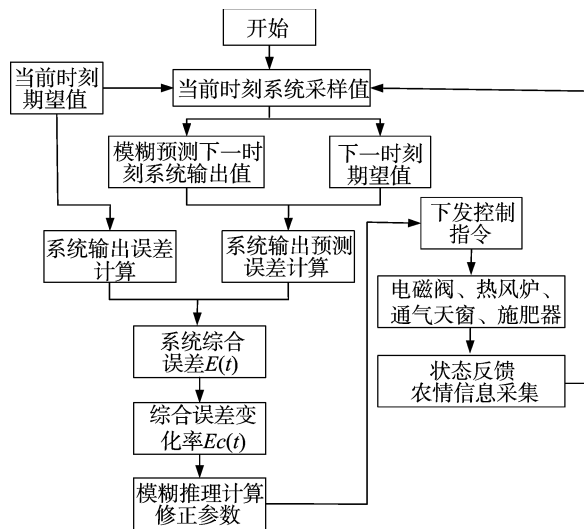 开始
当前时刻
期望值
当前时刻系统采样值
模糊预测下一时
刻系统输出值
下一时刻
期望值
系统输出误差
计算
系统输出预测
误差计算
系统综合
误差E(t)
综合误差变
化率Ec(t)
模糊推理计算
修正参数
下发控制
指令
电磁阀、热风炉、
通气天窗、施肥器
状态反馈
农情信息采集